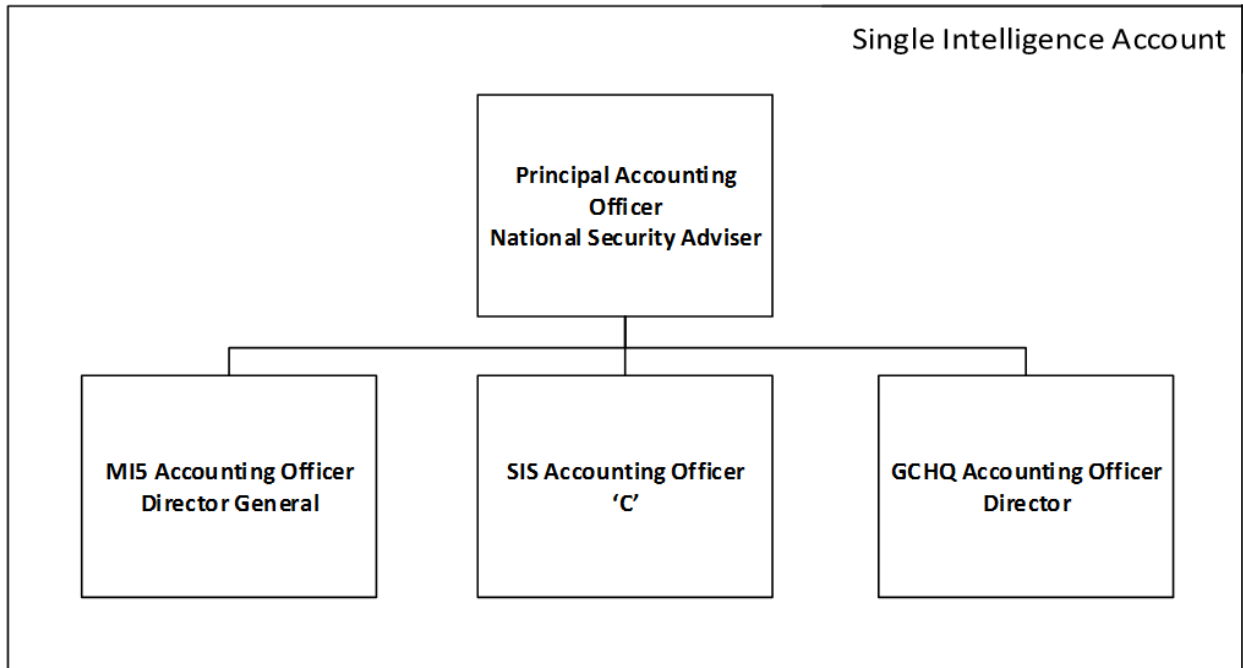 Single Intelligence Account
Principal Accounting
Officer
National Security Adviser
MI5 Accounting Officer
Director General
SIS Accounting Officer
‘C’
GCHQ Accounting Officer
Director